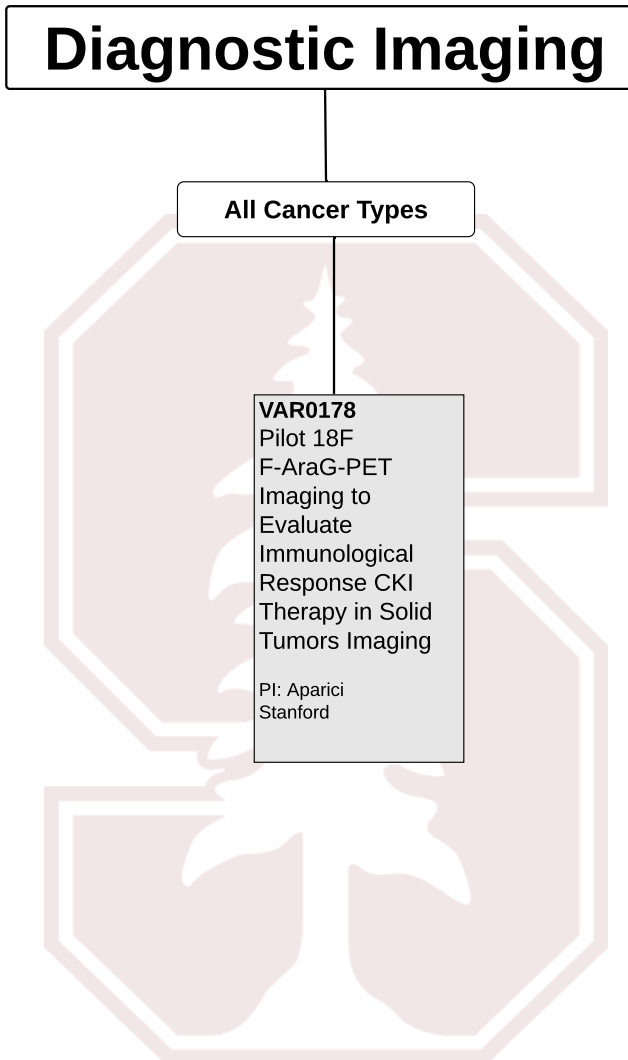 Diagnostic Imaging
All Cancer Types
VAR0178
Pilot 18F
F-AraG-PET
Imaging to
Evaluate
Immunological
Response CKI
Therapy in Solid
Tumors Imaging
PI: Aparici
Stanford